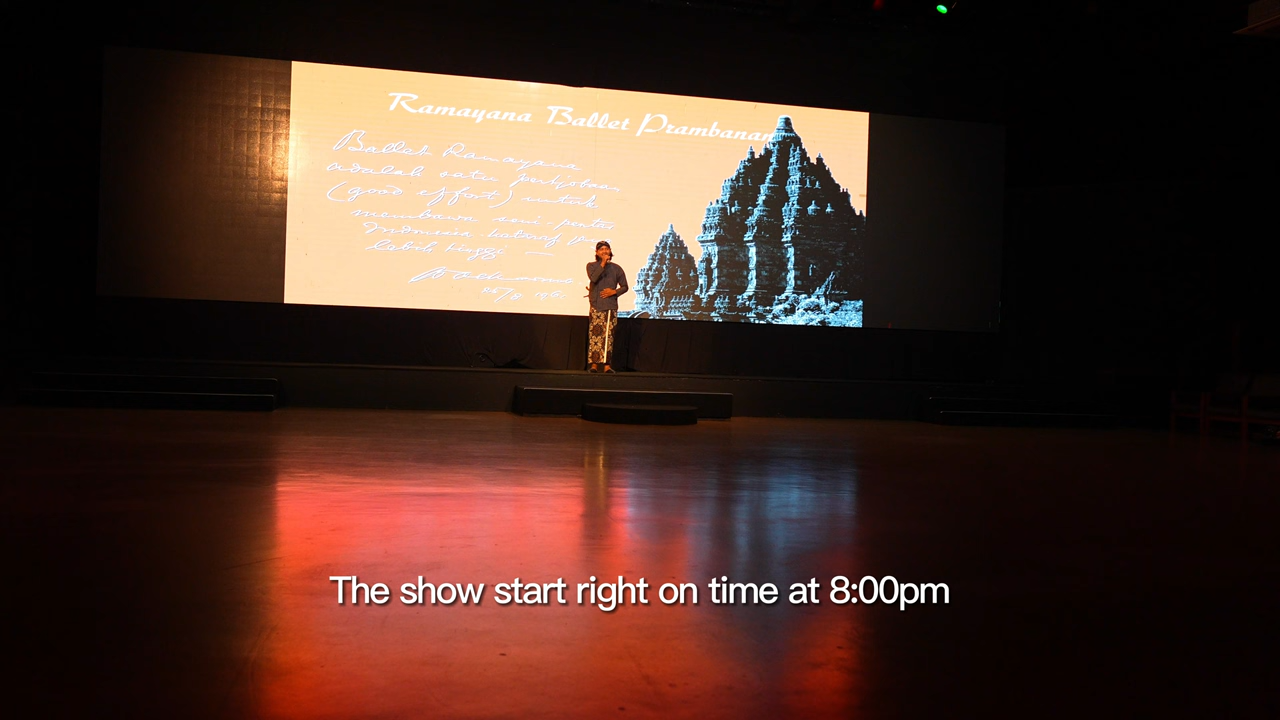 Ramayana Ballet Prambanan
Ballet Ramayana
adalah satu
(good effort) untuk
membawa seni-pentas
Indonesia
lebih tinggi —
The show start right on time at 8:00pm